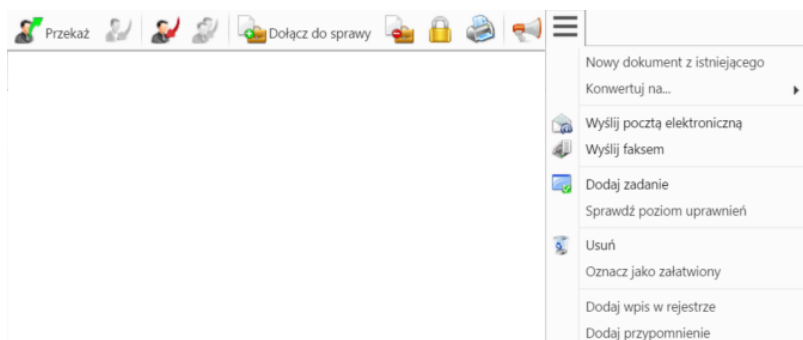 Przekaż Dołącz do sprawy
Nowy dokument z istniejącego
Konwertuj na...
Wyślij pocztą elektroniczną
Wyślij faksem
Dodaj zadanie
Sprawdź poziom uprawnień
Usuń
Oznacz jako załatwiony
Dodaj wpis w rejestrze
Dodaj przypomnienie